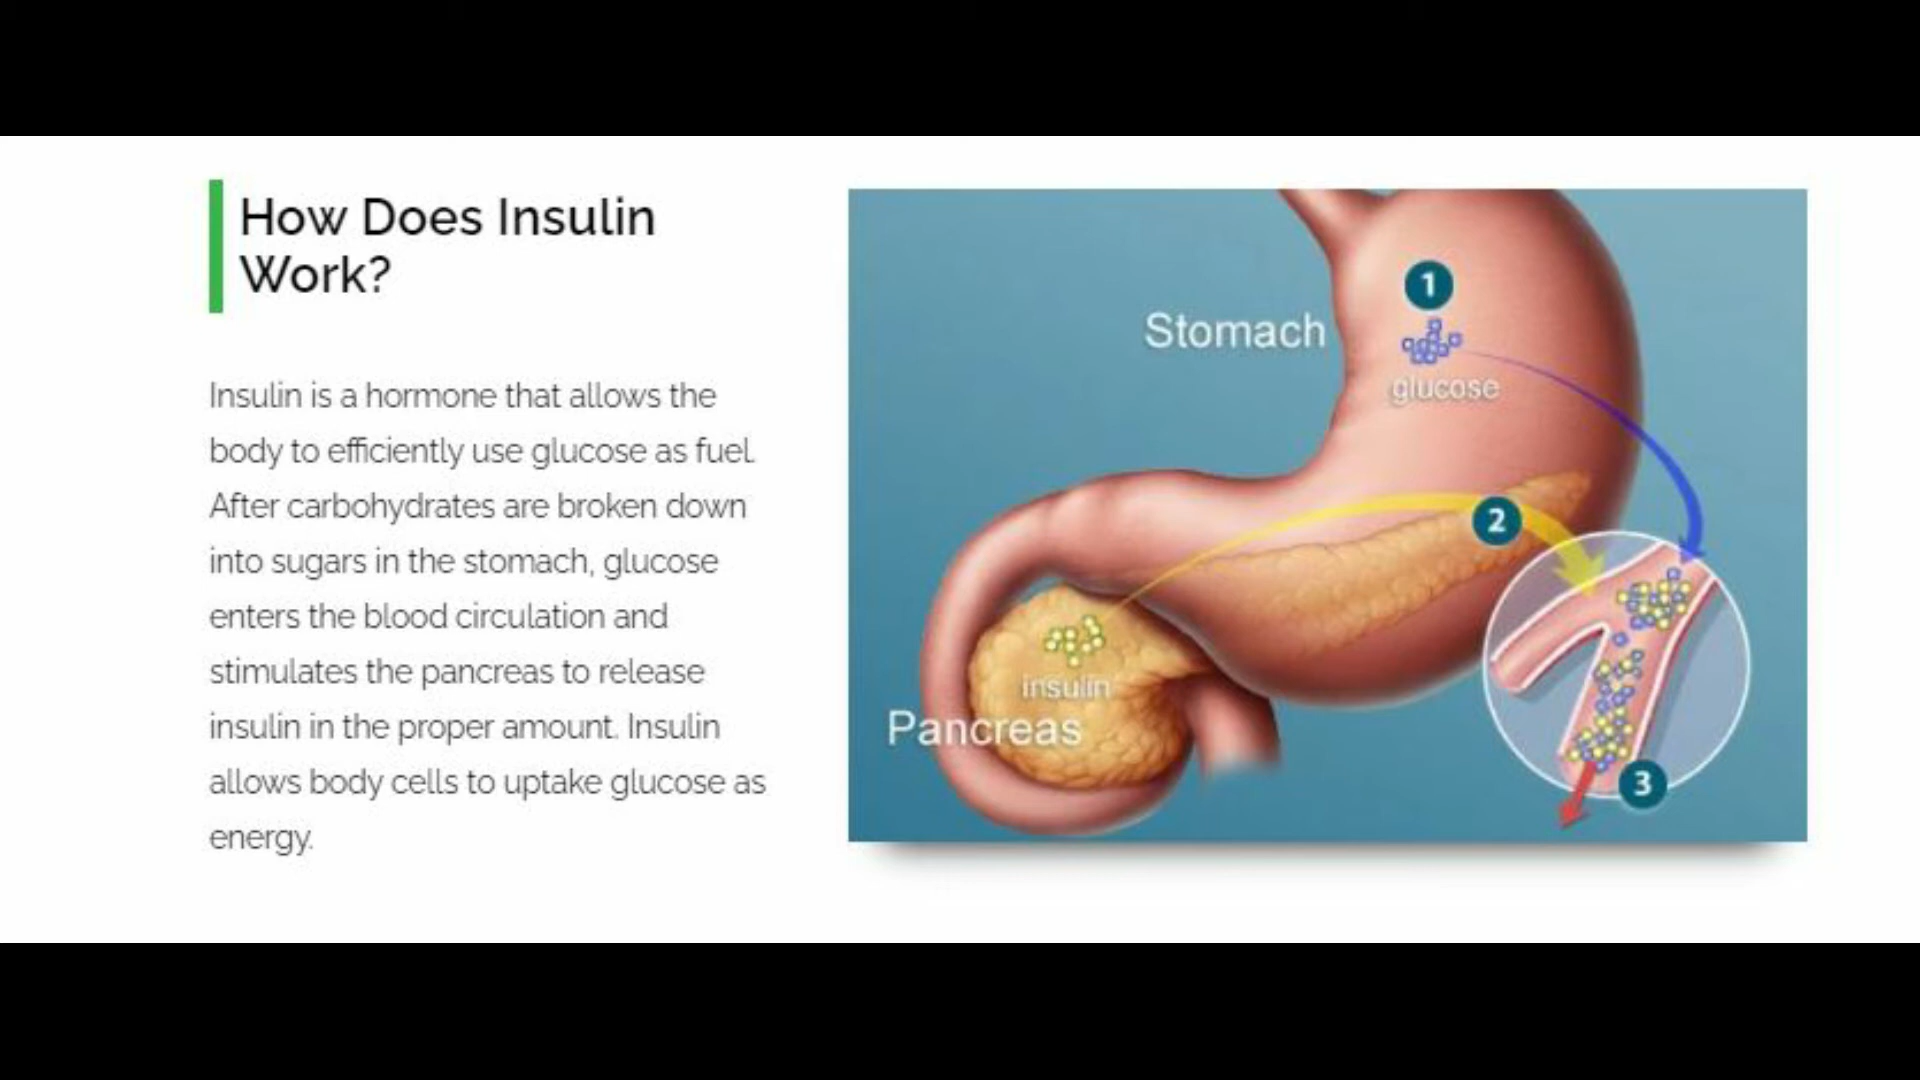 How Does Insulin
Work?
Insulin is a hormone that allows the
body to efficiently use glucose as fuel.
After carbohydrates are broken down
into sugars in the stomach, glucose
enters the blood circulation and
stimulates the pancreas to release
insulin in the proper amount. Insulin
allows body cells to uptake glucose as
energy.
1
Stomach
glucose
2
insulin
Pancreas
3